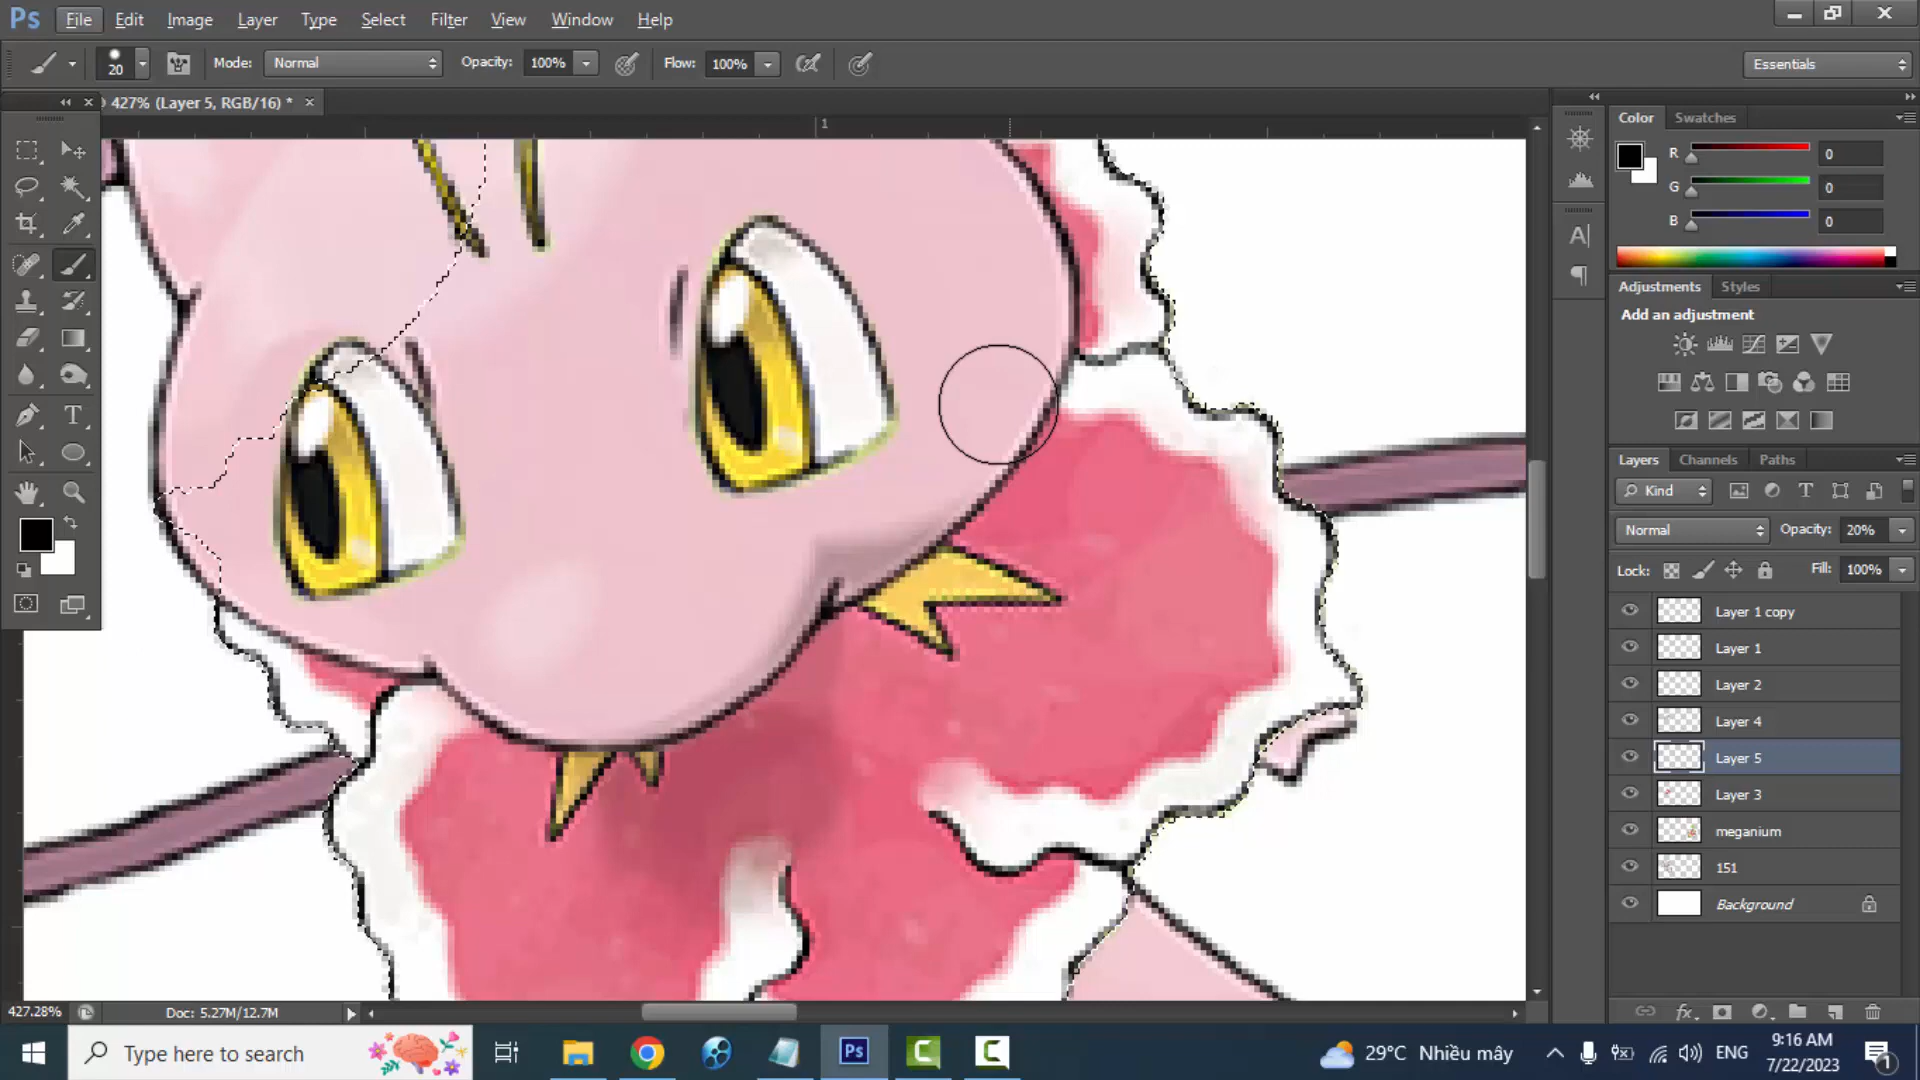 Ps File Edit Image Layer Type Select Filter View Window Help
20 Mode: Normal Opacity: 100% Flow: 100% Essentials
427% (Layer 5, RGB/16) * ×
1
Color Swatches
R 0
G 0
B 0
Adjustments Styles
Add an adjustment
Layers Channels Paths
Kind
Normal Opacity: 20%
Lock: Fill: 100%
Layer 1 copy
Layer 1
Layer 2
Layer 4
Layer 5
Layer 3
meganium
151
Background
427.28% Doc: 5.27M/12.7M
Type here to search
Ps
29°C Nhiều mây
ENG
9:16 AM
7/22/2023
1